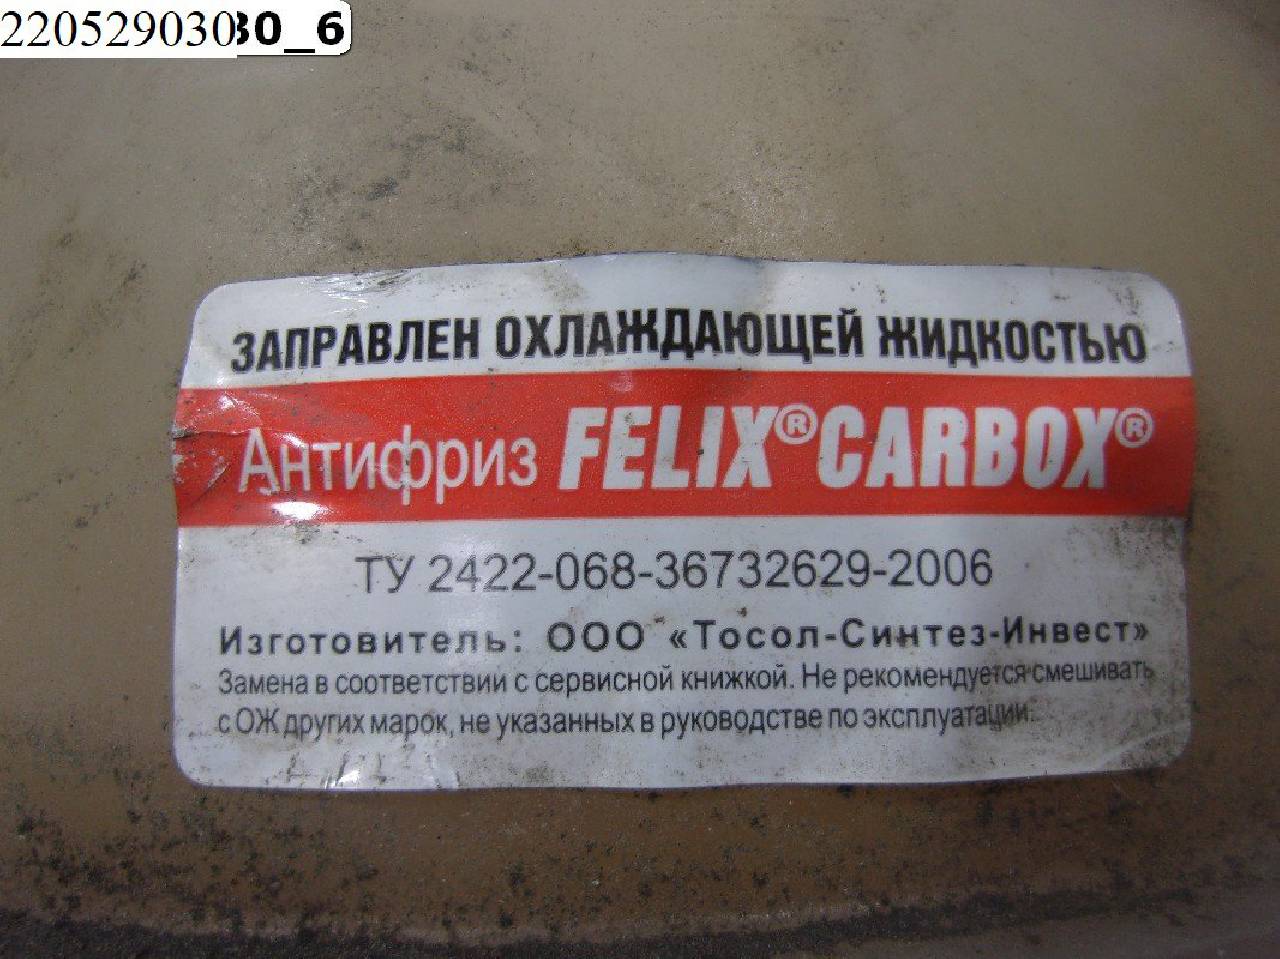 22052903030_6
ЗАПРАВЛЕН ОХЛАЖДАЮЩЕЙ ЖИДКОСТЬЮ
Антифриз FELIX®CARBOX®
ТУ 2422-068-36732629-2006
Изготовитель: ООО «Тосол-Синтез-Инвест»
Замена в соответствии с сервисной книжкой. Не рекомендуется смешивать
с ОЖ других марок, не указанных в руководстве по эксплуатации.